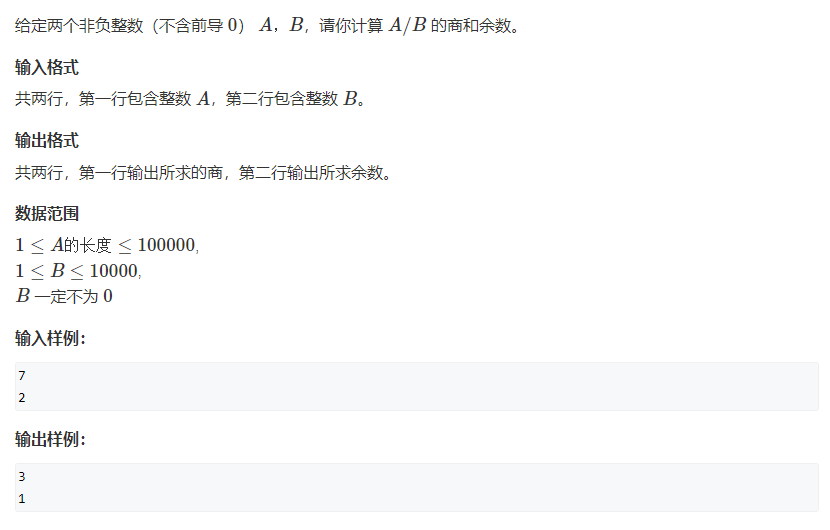 给定两个非负整数（不含前导 0） A，B，请你计算 A/B 的商和余数。
输入格式
共两行，第一行包含整数 A，第二行包含整数 B。
输出格式
共两行，第一行输出所求的商，第二行输出所求余数。
数据范围
1 ≤ A的长度 ≤ 100000,
1 ≤ B ≤ 10000,
B 一定不为 0
输入样例：
7
2
输出样例：
3
1